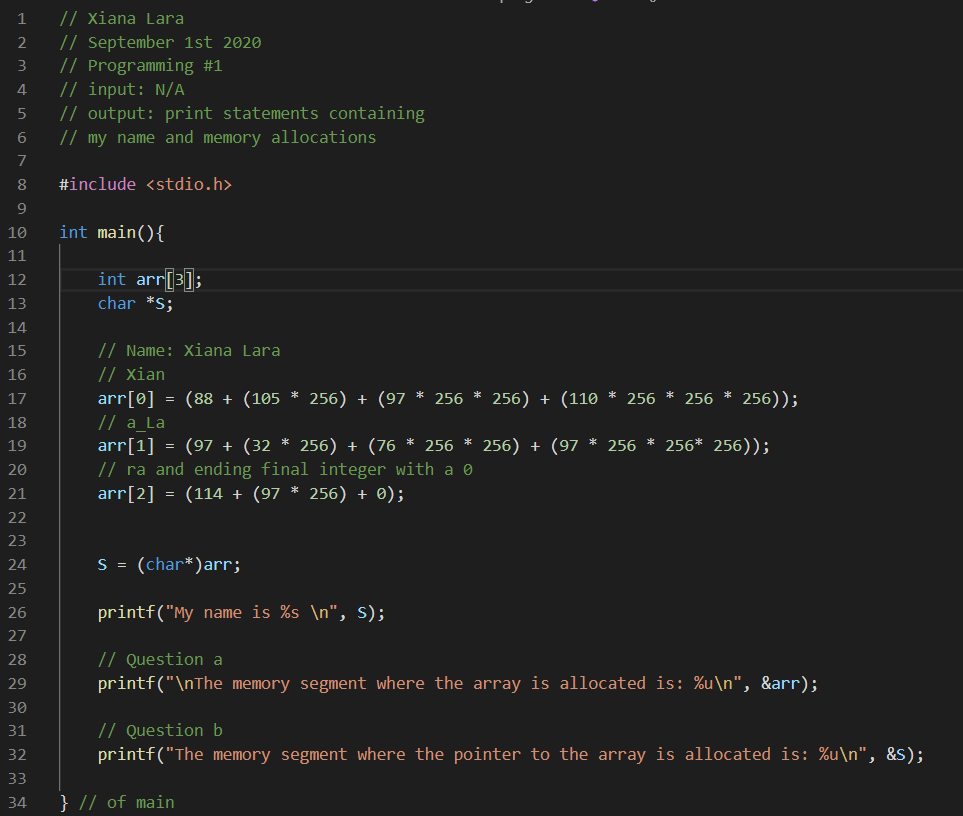 1 // Xiana Lara
2 // September 1st 2020
3 // Programming #1
4 // input: N/A
5 // output: print statements containing
6 // my name and memory allocations
7
8 #include <stdio.h>
9
10 int main(){
11
12     int arr[3];
13     char *S;
14
15     // Name: Xiana Lara
16     // Xian
17     arr[0] = (88 + (105 * 256) + (97 * 256 * 256) + (110 * 256 * 256 * 256));
18     // a_La
19     arr[1] = (97 + (32 * 256) + (76 * 256 * 256) + (97 * 256 * 256* 256));
20     // ra and ending final integer with a 0
21     arr[2] = (114 + (97 * 256) + 0);
22
23
24     S = (char*)arr;
25
26     printf("My name is %s \n", S);
27
28     // Question a
29     printf("\nThe memory segment where the array is allocated is: %u\n", &arr);
30
31     // Question b
32     printf("The memory segment where the pointer to the array is allocated is: %u\n", &S);
33
34 } // of main